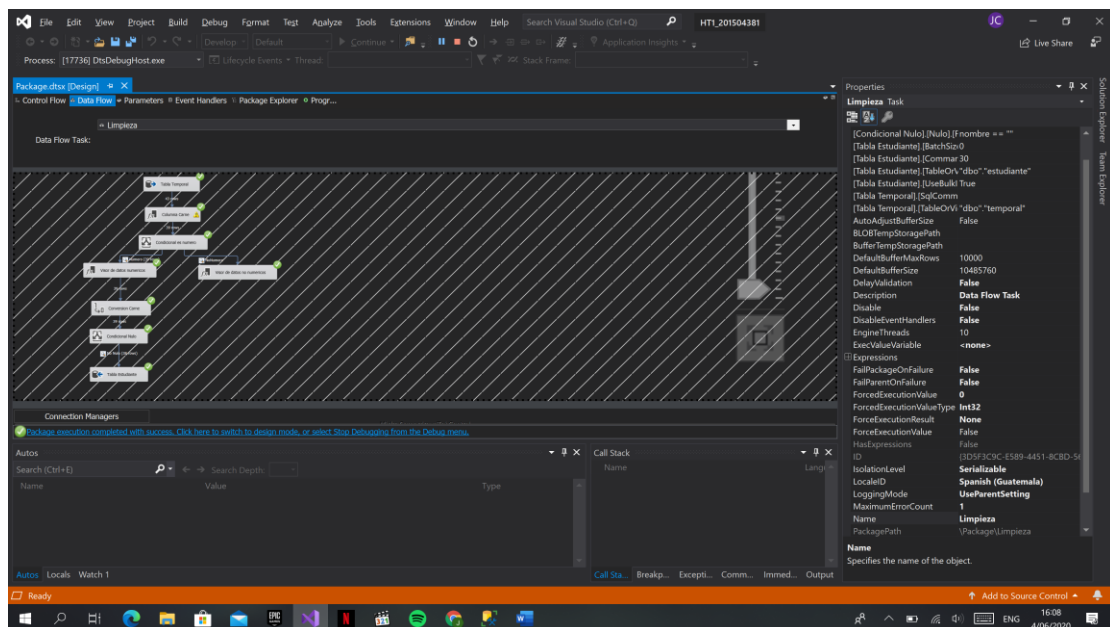 File Edit View Project Build Debug Format Test Analyze Tools Extensions Window Help Search Visual Studio (Ctrl+Q) HT1_201504381 JC
Develop Default Continue Application Insights Live Share
Process: [17736] DtsDebugHost.exe Lifecycle Events Thread: Stack Frame:
Package.dtsx [Design]
Control Flow Data Flow Parameters Event Handlers Package Explorer Progr...
Limpieza
Data Flow Task:
Tabla Temporal
Columna Carne
Condicional es numero
Valor de datos numericos
Valor de datos no numericos
Conversion Carne
Condicional Nulo
Tabla Estudiante
Connection Managers
Package execution completed with success. Click here to switch to design mode, or select Stop Debugging from the Debug menu.
Autos
Search (Ctrl+E) Search Depth:
Name Value Type
Autos Locals Watch 1
Call Stack
Name Langi
Call Sta... Breakp... Excepti... Comm... Immed... Output
Properties
Limpieza Task
[Condicional Nulo].[Nulo].[F nombre == ""
[Tabla Estudiante].[BatchSiz 0
[Tabla Estudiante].[Commar 30
[Tabla Estudiante].[TableOrV "dbo"."estudiante"
[Tabla Estudiante].[UseBulkI True
[Tabla Temporal].[SqlComm
[Tabla Temporal].[TableOrVi "dbo"."temporal"
AutoAdjustBufferSize False
BLOBTempStoragePath
BufferTempStoragePath
DefaultBufferMaxRows 10000
DefaultBufferSize 10485760
DelayValidation False
Description Data Flow Task
Disable False
DisableEventHandlers False
EngineThreads 10
ExecValueVariable <none>
Expressions
FailPackageOnFailure False
FailParentOnFailure False
ForcedExecutionValue 0
ForcedExecutionValueType Int32
ForceExecutionResult None
ForceExecutionValue False
HasExpressions False
ID {3D5F3C9C-E589-4451-8CBD-5
IsolationLevel Serializable
LocaleID Spanish (Guatemala)
LoggingMode UseParentSetting
MaximumErrorCount 1
Name Limpieza
PackagePath \Package\Limpieza
Name
Specifies the name of the object.
Solution Explorer
Team Explorer
Ready Add to Source Control
EPIC N W ENG 16:08
4/06/2020